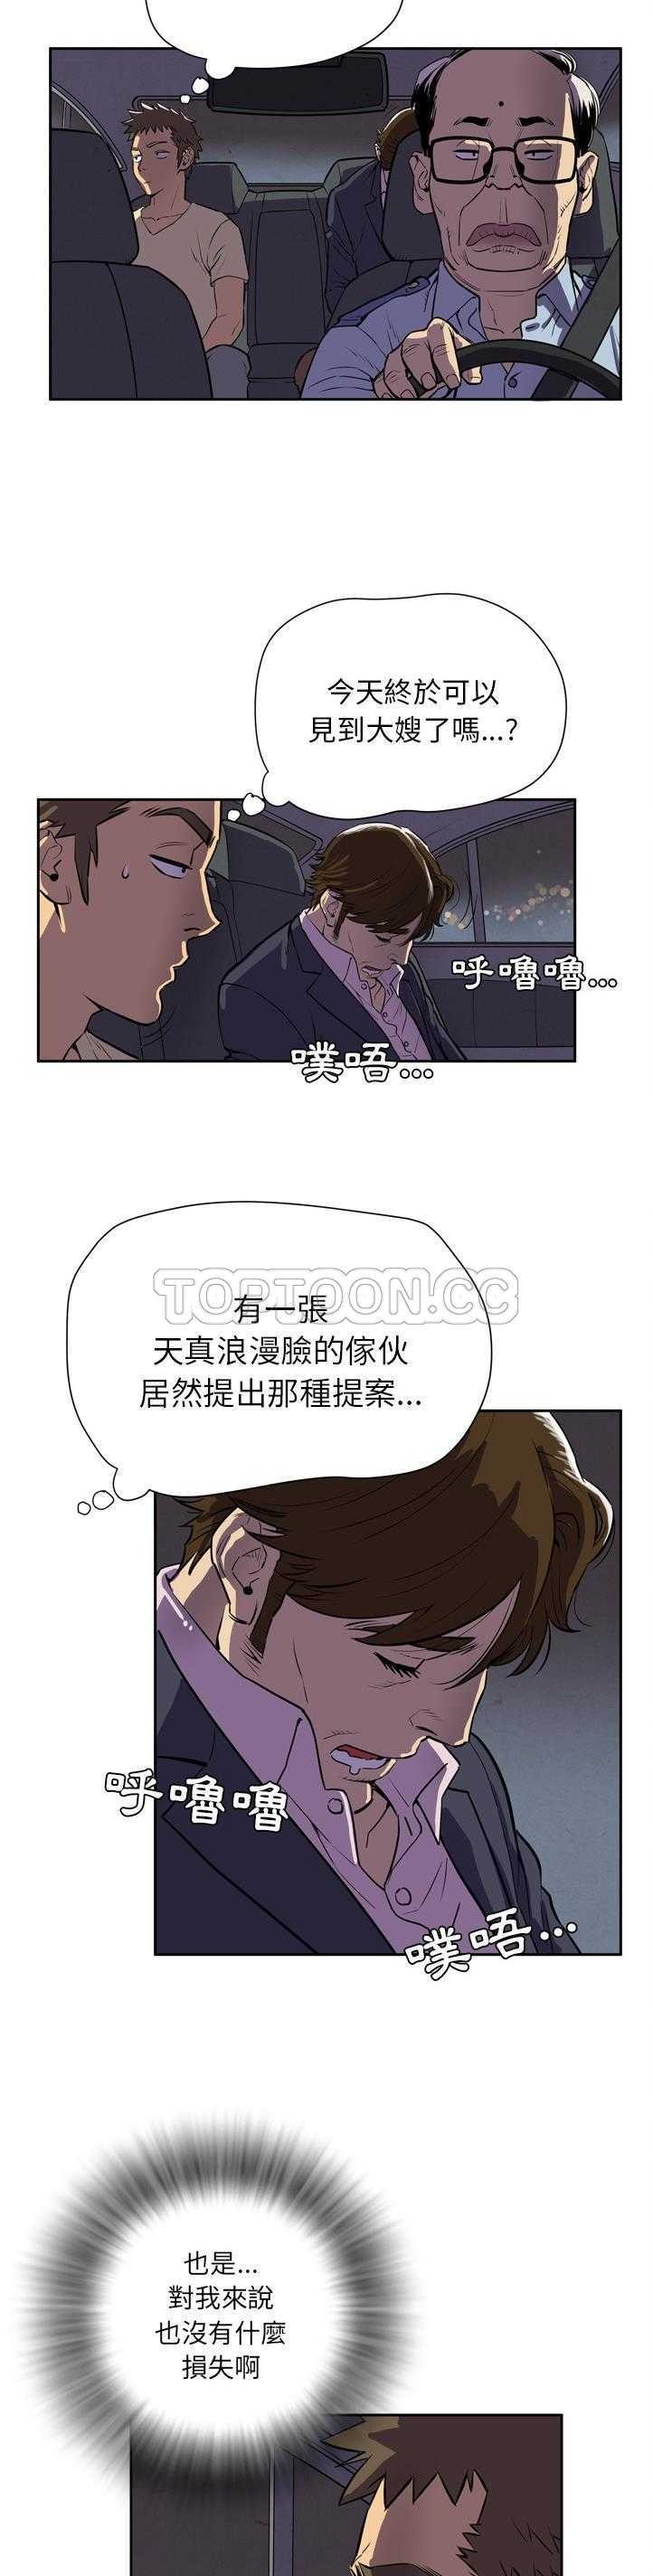 今天終於可以
見到大嫂了嗎...?
呼嚕嚕...
噗唔...
TOPTOON.CC
有一張
天真浪漫臉的傢伙
居然提出那種提案...
呼嚕嚕
噗唔...
也是...
對我來說
也沒有什麼
損失啊